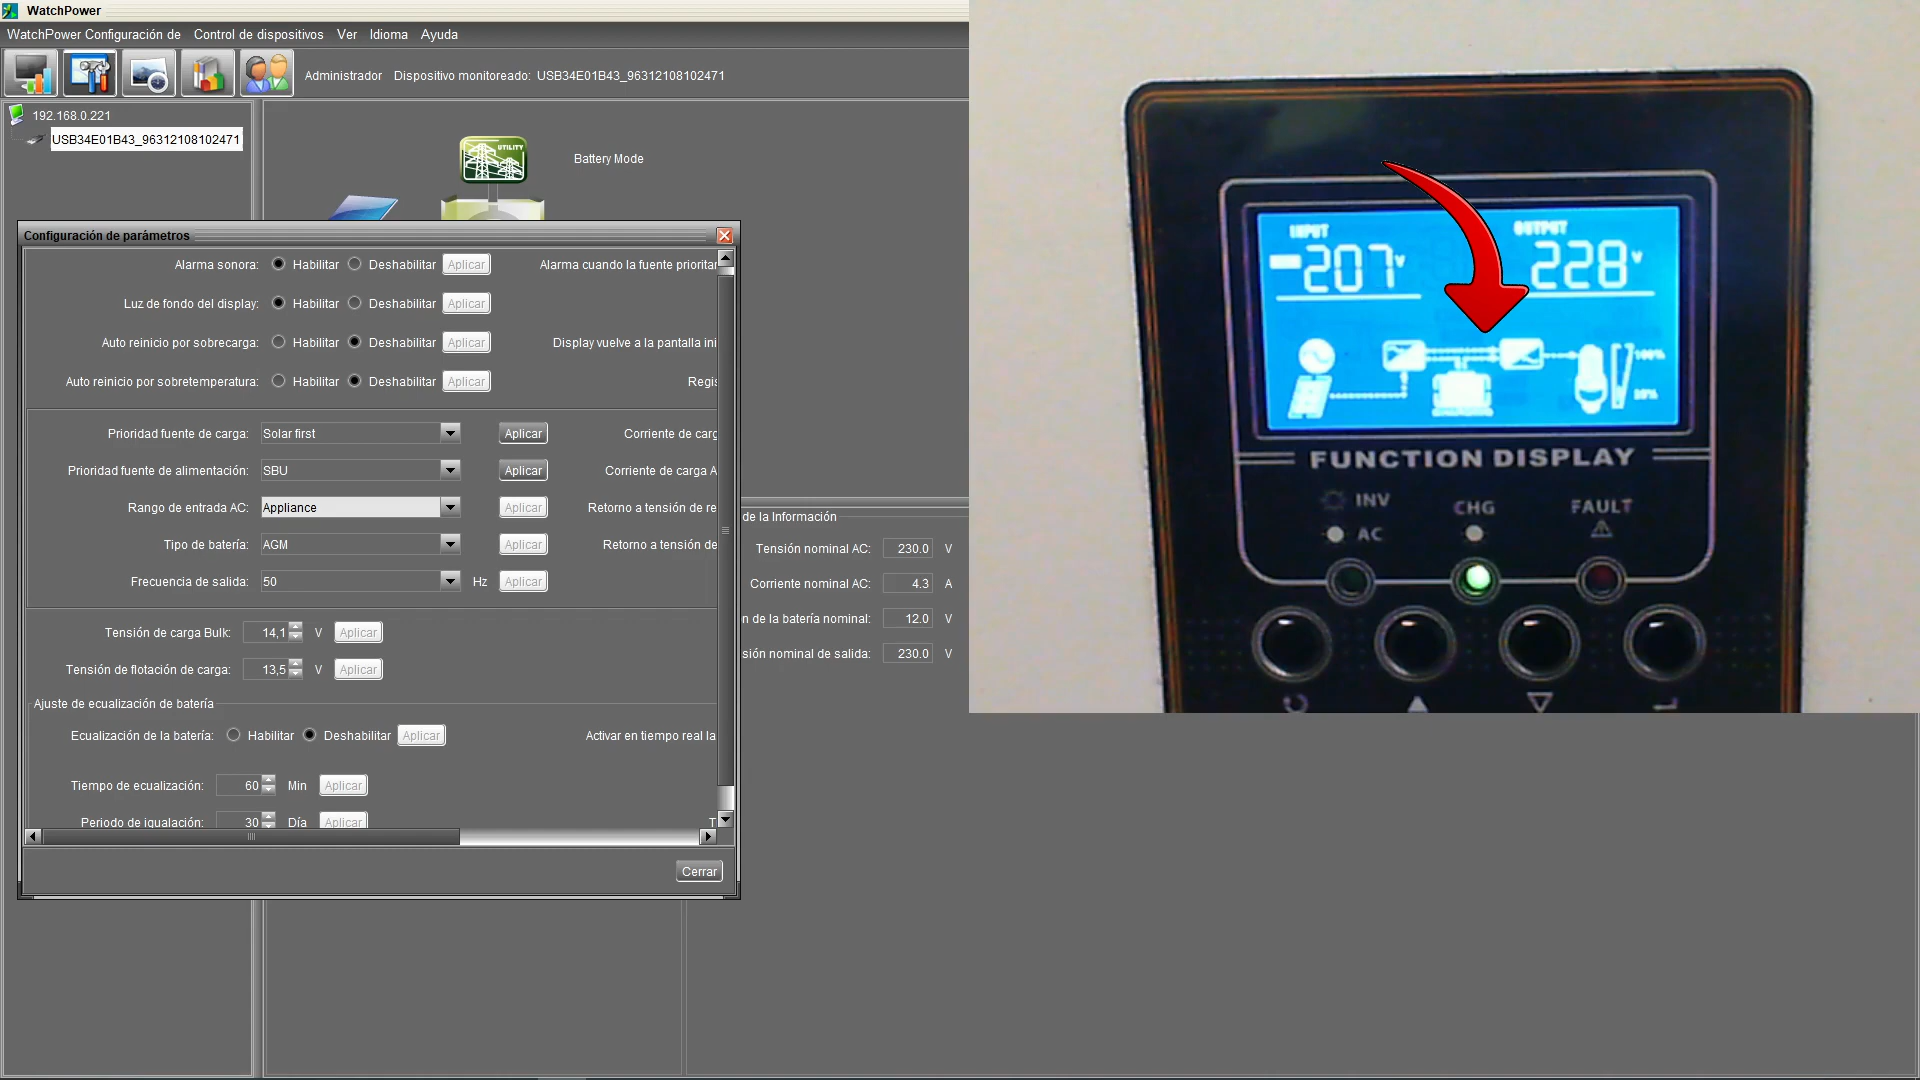 WatchPower
WatchPower Configuración de Control de dispositivos Ver Idioma Ayuda
Administrador Dispositivo monitoreado: USB34E01B43_96312108102471
192.168.0.221
USB34E01B43_96312108102471
UTILITY
Battery Mode
Configuración de parámetros
Alarma sonora: Habilitar Deshabilitar Aplicar Alarma cuando la fuente prioritar
Luz de fondo del display: Habilitar Deshabilitar Aplicar
Auto reinicio por sobrecarga: Habilitar Deshabilitar Aplicar Display vuelve a la pantalla ini
Auto reinicio por sobretemperatura: Habilitar Deshabilitar Aplicar Regis
Prioridad fuente de carga: Solar first Aplicar Corriente de carg
Prioridad fuente de alimentación: SBU Aplicar Corriente de carga A
Rango de entrada AC: Appliance Aplicar Retorno a tensión de re
Tipo de batería: AGM Aplicar Retorno a tensión de
Frecuencia de salida: 50 Hz Aplicar
Tensión de carga Bulk: 14,1 V Aplicar
Tensión de flotación de carga: 13,5 V Aplicar
Ajuste de ecualización de batería
Ecualización de la batería: Habilitar Deshabilitar Aplicar Activar en tiempo real la
Tiempo de ecualización: 60 Min Aplicar
Periodo de igualación: 30 Día Aplicar T
Cerrar
de la Información
Tensión nominal AC: 230.0 V
Corriente nominal AC: 4.3 A
n de la batería nominal: 12.0 V
sión nominal de salida: 230.0 V
INPUT OUTPUT
207 V 228 V
100%
FUNCTION DISPLAY
INV CHG FAULT
AC